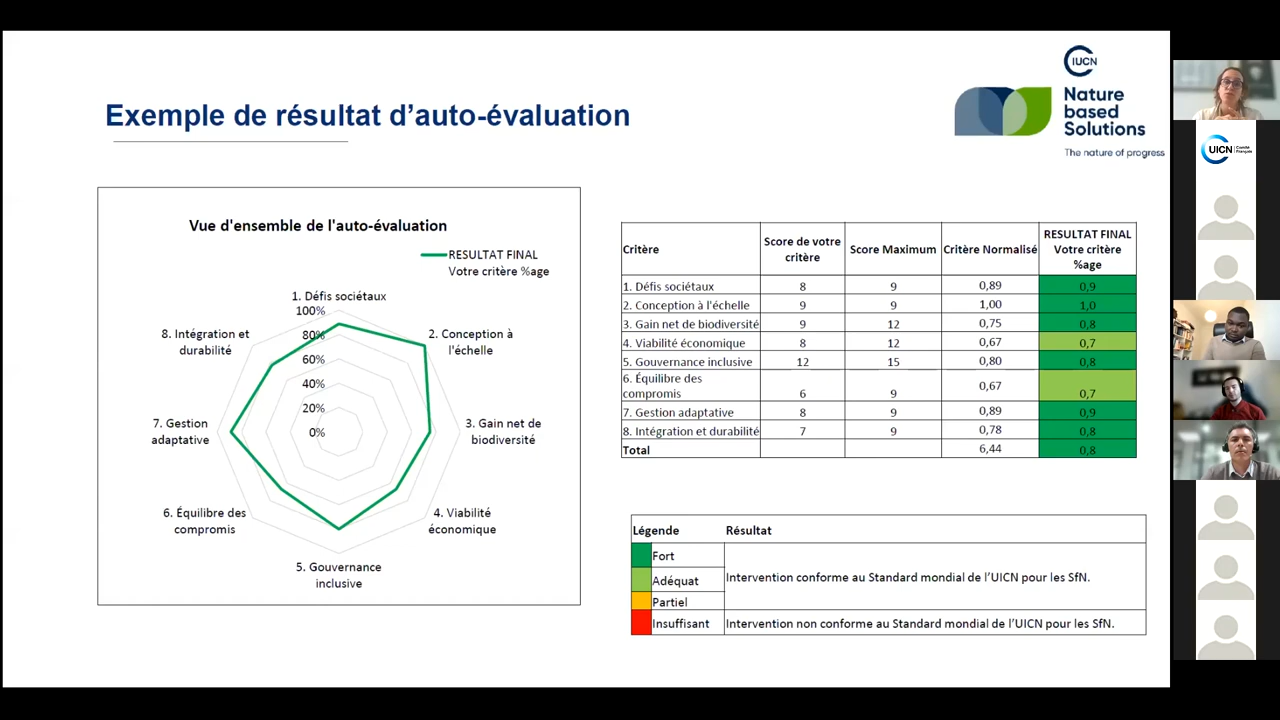 Exemple de résultat d’auto-évaluation
IUCN
Nature
based
Solutions
The nature of progress
UICN Comité
Français
Vue d'ensemble de l'auto-évaluation
RESULTAT FINAL
Votre critère %age
1. Défis sociétaux
100%
80%
60%
40%
20%
0%
2. Conception à
l'échelle
3. Gain net de
biodiversité
4. Viabilité
économique
5. Gouvernance
inclusive
6. Équilibre des
compromis
7. Gestion
adaptative
8. Intégration et
durabilité
Critère Score de votre critère Score Maximum Critère Normalisé RESULTAT FINAL Votre critère %age
1. Défis sociétaux 8 9 0,89 0,9
2. Conception à l'échelle 9 9 1,00 1,0
3. Gain net de biodiversité 9 12 0,75 0,8
4. Viabilité économique 8 12 0,67 0,7
5. Gouvernance inclusive 12 15 0,80 0,8
6. Équilibre des compromis 6 9 0,67 0,7
7. Gestion adaptative 8 9 0,89 0,9
8. Intégration et durabilité 7 9 0,78 0,8
Total 6,44 0,8
Légende Résultat
Fort
Adéquat
Partiel
Intervention conforme au Standard mondial de l’UICN pour les SfN.
Insuffisant Intervention non conforme au Standard mondial de l’UICN pour les SfN.